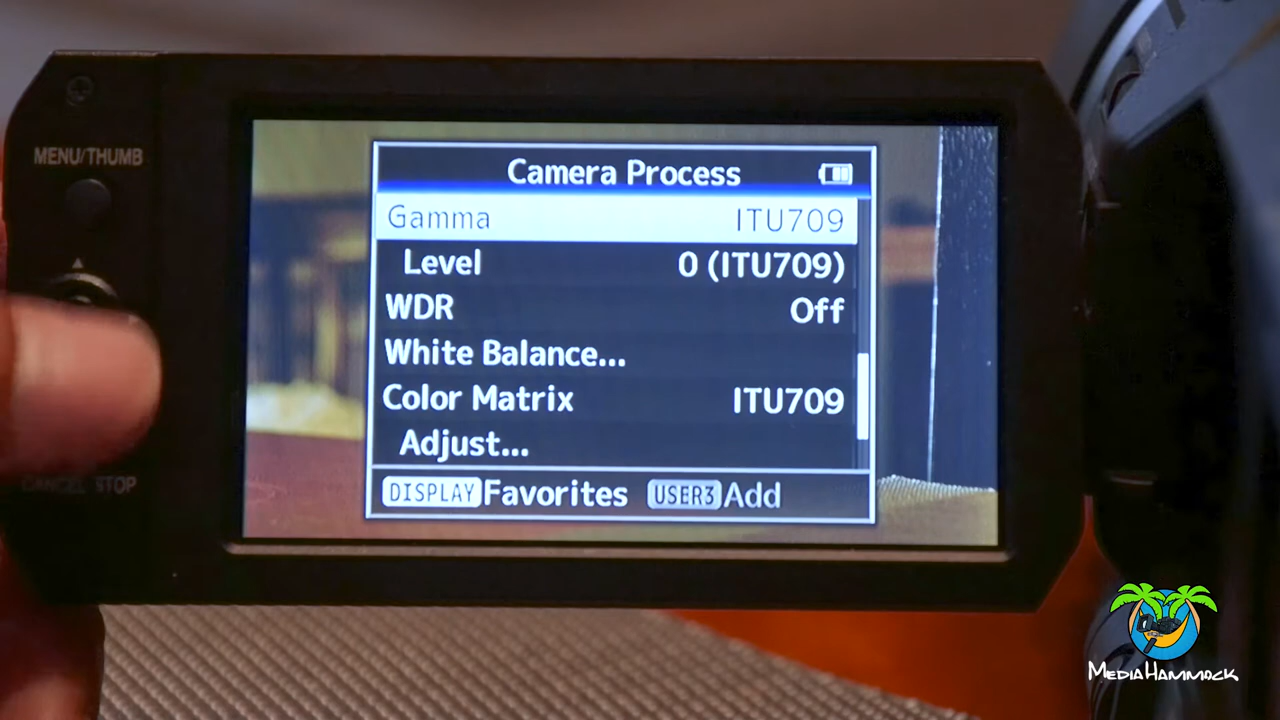 MENU/THUMB
Camera Process
Gamma ITU709
Level 0 (ITU709)
WDR Off
White Balance...
Color Matrix ITU709
Adjust...
DISPLAY Favorites USER3 Add
CANCEL STOP
MEDIAHAMMOCK